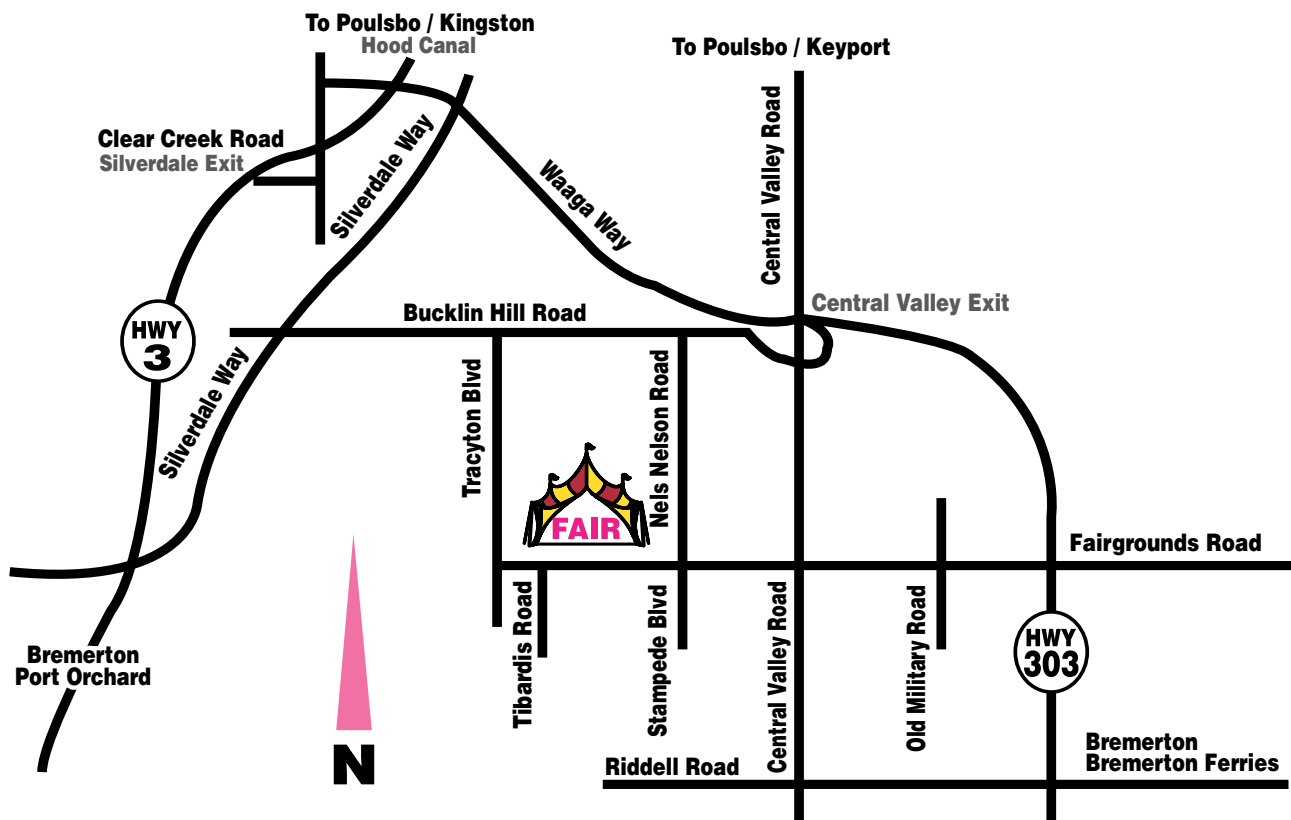 To Poulsbo / Kingston
Hood Canal
To Poulsbo / Keyport
Clear Creek Road
Silverdale Exit
Silverdale Way
Waaga Way
Central Valley Road
Central Valley Exit
Bucklin Hill Road
HWY
3
Silverdale Way
Tracyton Blvd
Nels Nelson Road
FAIR
Fairgrounds Road
Bremerton
Port Orchard
Tibardis Road
Stampede Blvd
Central Valley Road
Old Military Road
HWY
303
N
Riddell Road
Bremerton
Bremerton Ferries